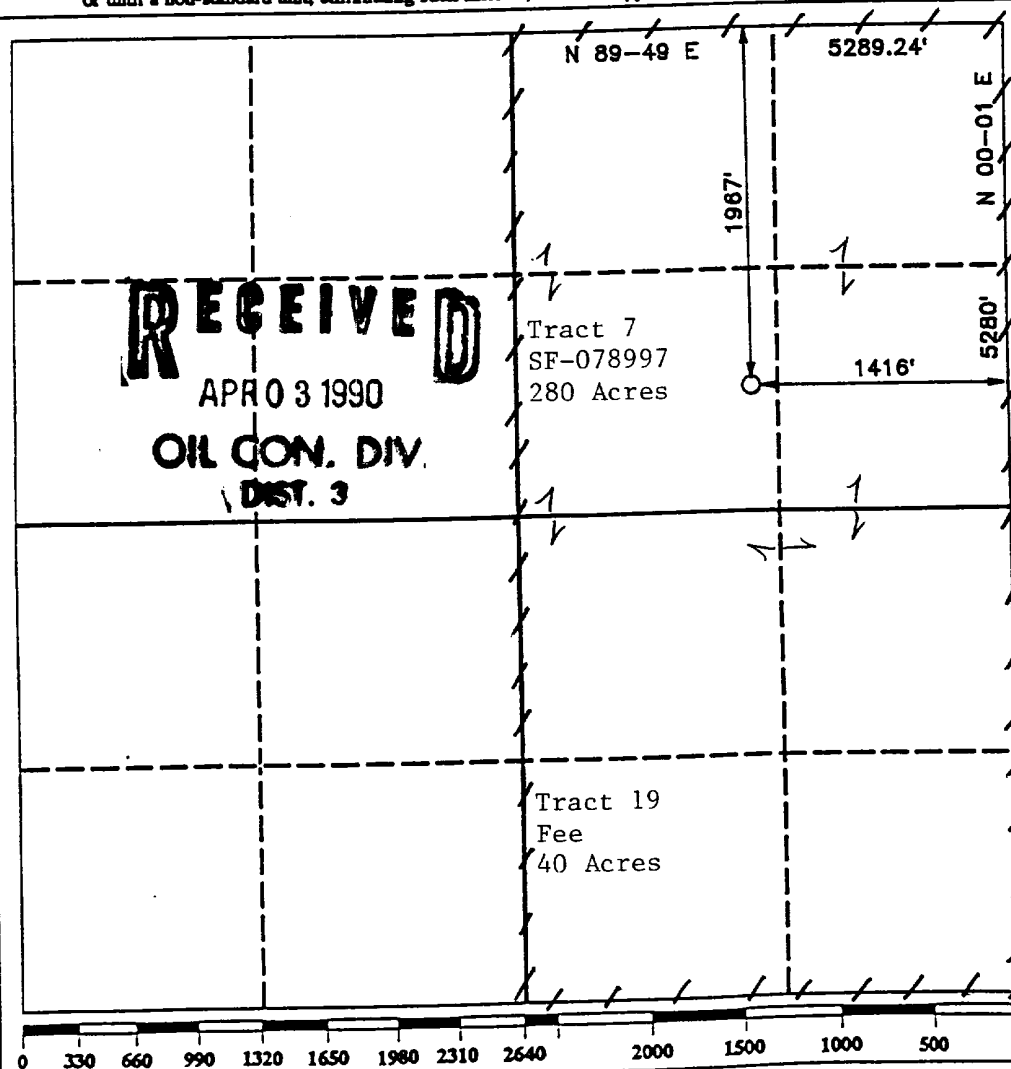 N 89-49 E 5289.24'
N 00-01 E
1967'
RECEIVED
APR 03 1990
OIL CON. DIV.
DIST. 3
Tract 7
SF-078997
280 Acres
5280'
1416'
Tract 19
Fee
40 Acres
0 330 660 990 1320 1650 1980 2310 2640 2000 1500 1000 500